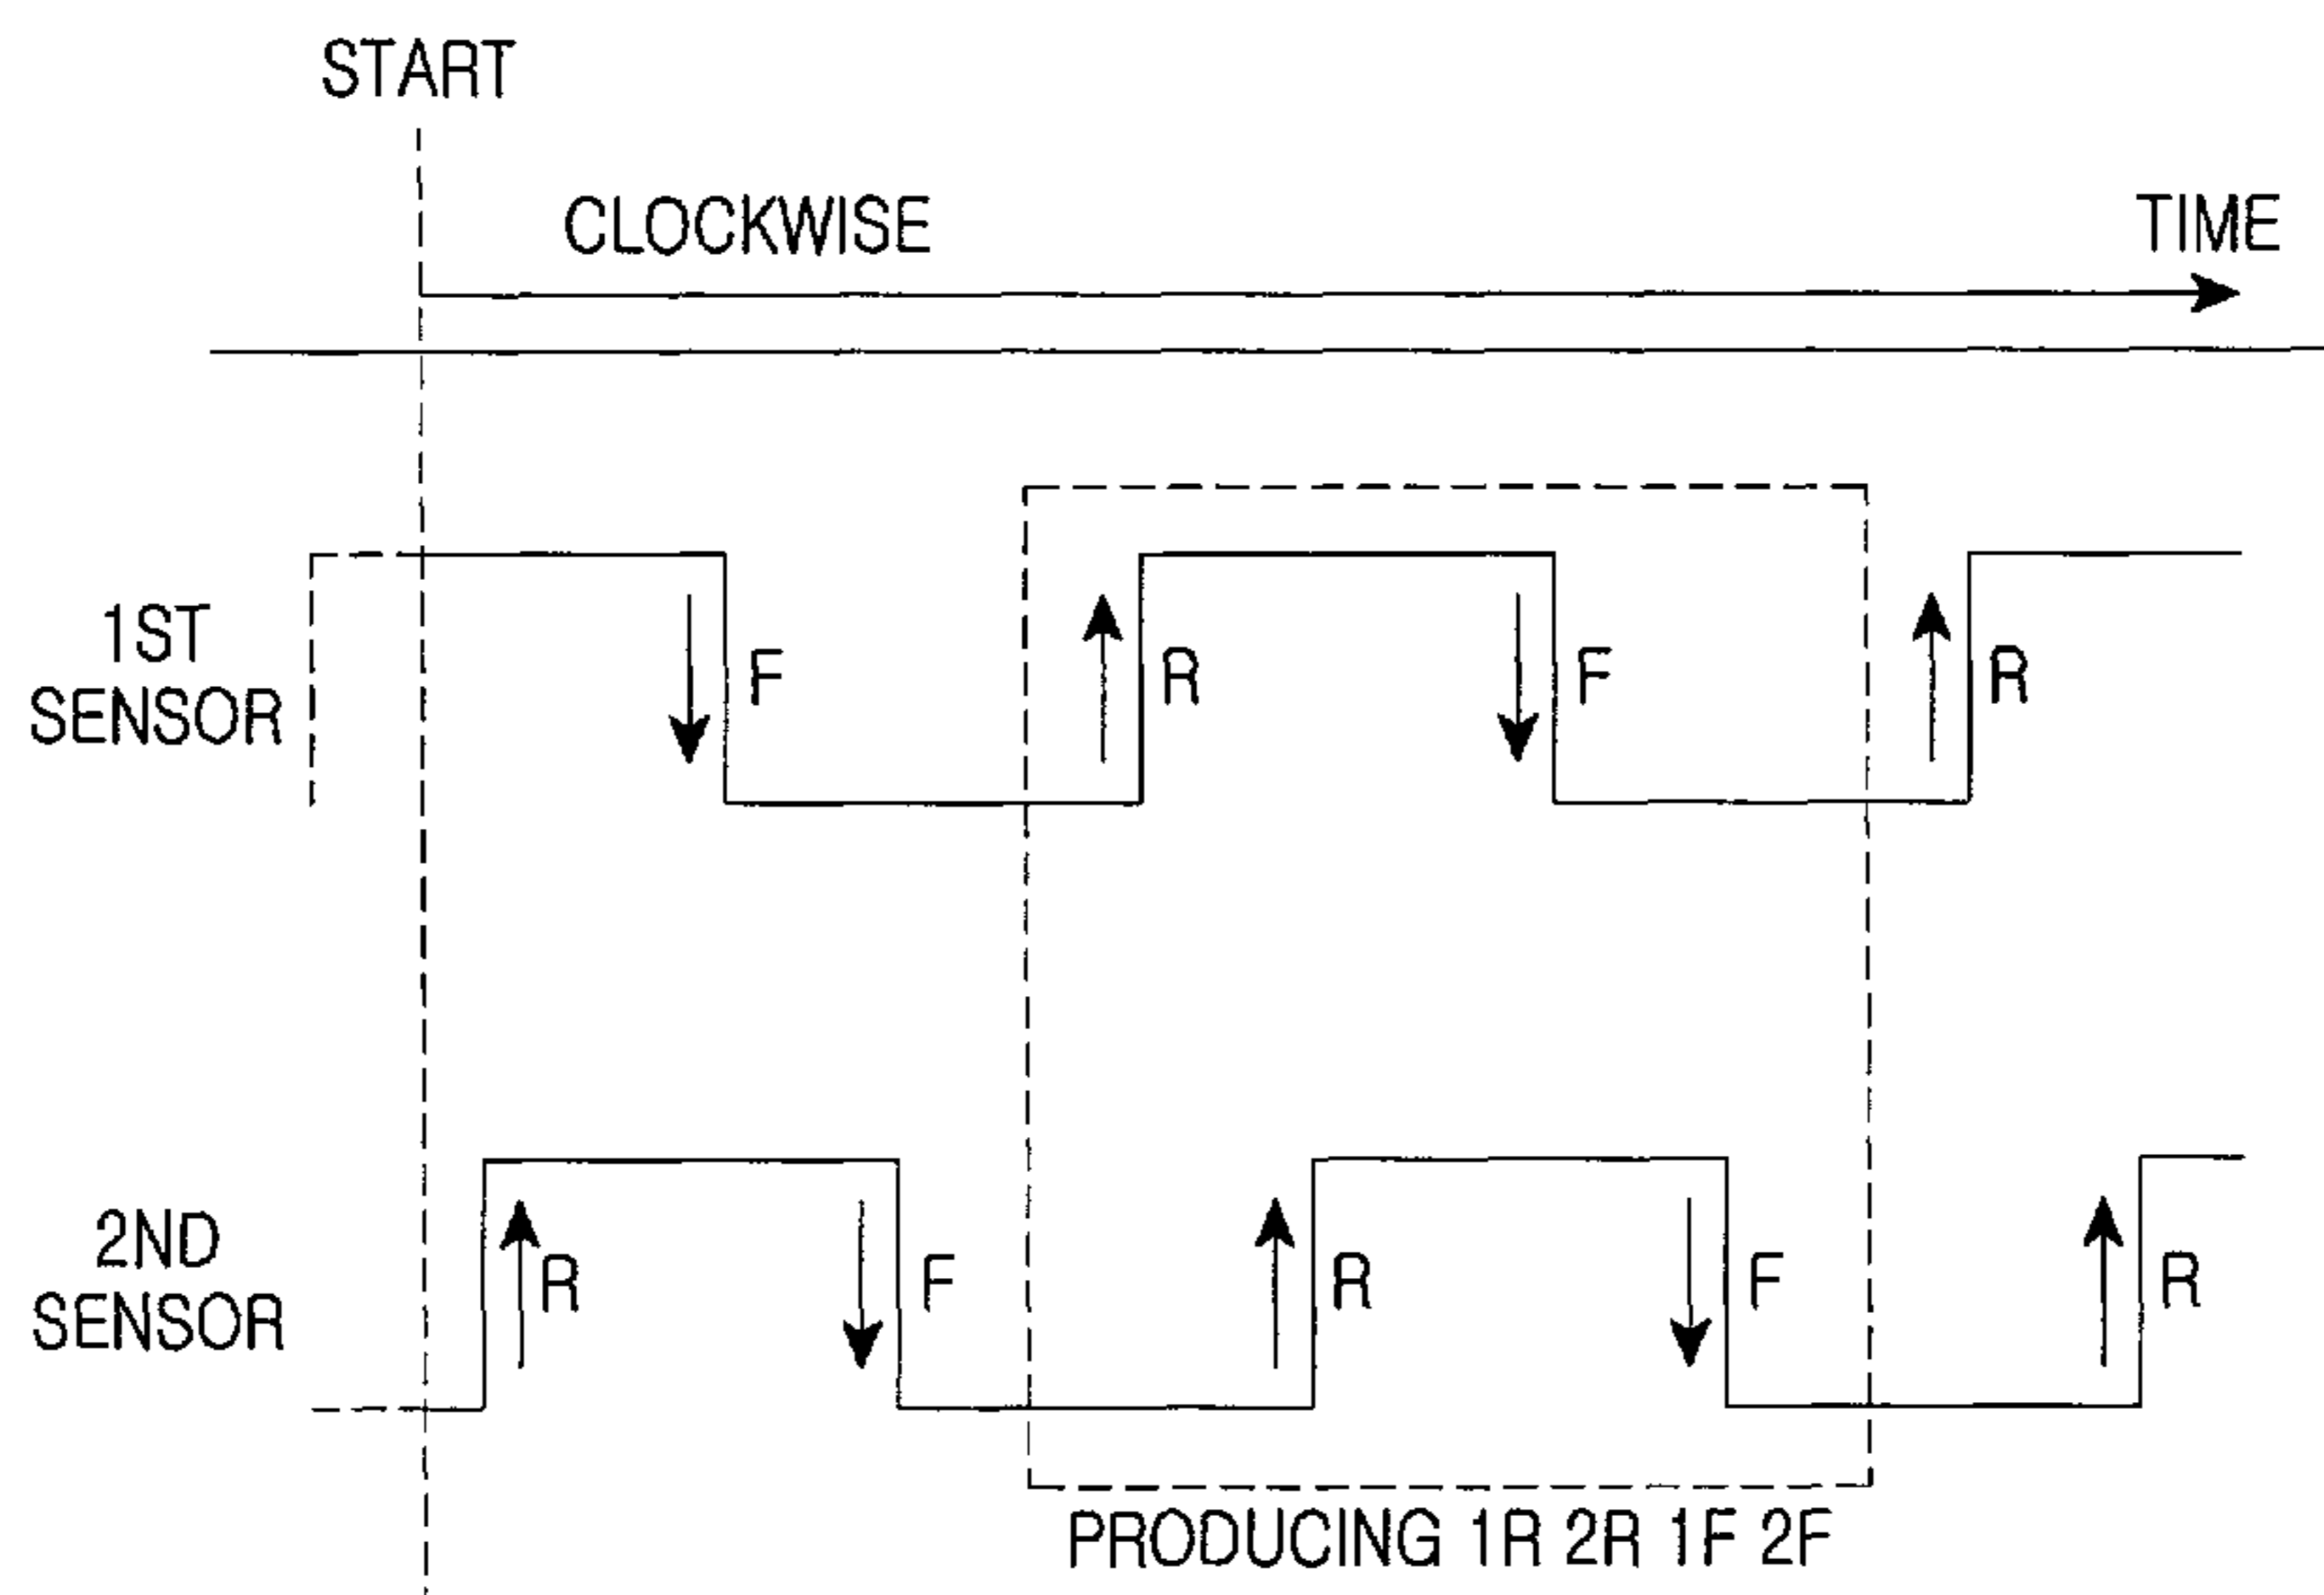 START
CLOCKWISE
TIME
1ST
SENSOR
F
R
F
R
2ND
SENSOR
R
F
R
F
R
PRODUCING 1R 2R 1F 2F